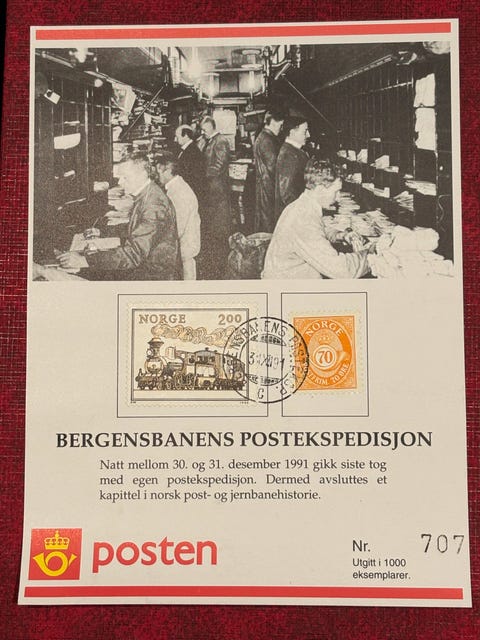 NORGE 200
NORGE
70
BERGENSBANENS POSTEKSPEDISJON
Natt mellom 30. og 31. desember 1991 gikk siste tog
med egen postekspedisjon. Dermed avsluttes et
kapittel i norsk post- og jernbanehistorie.
posten
Nr. 707
Utgitt i 1000
eksemplarer.